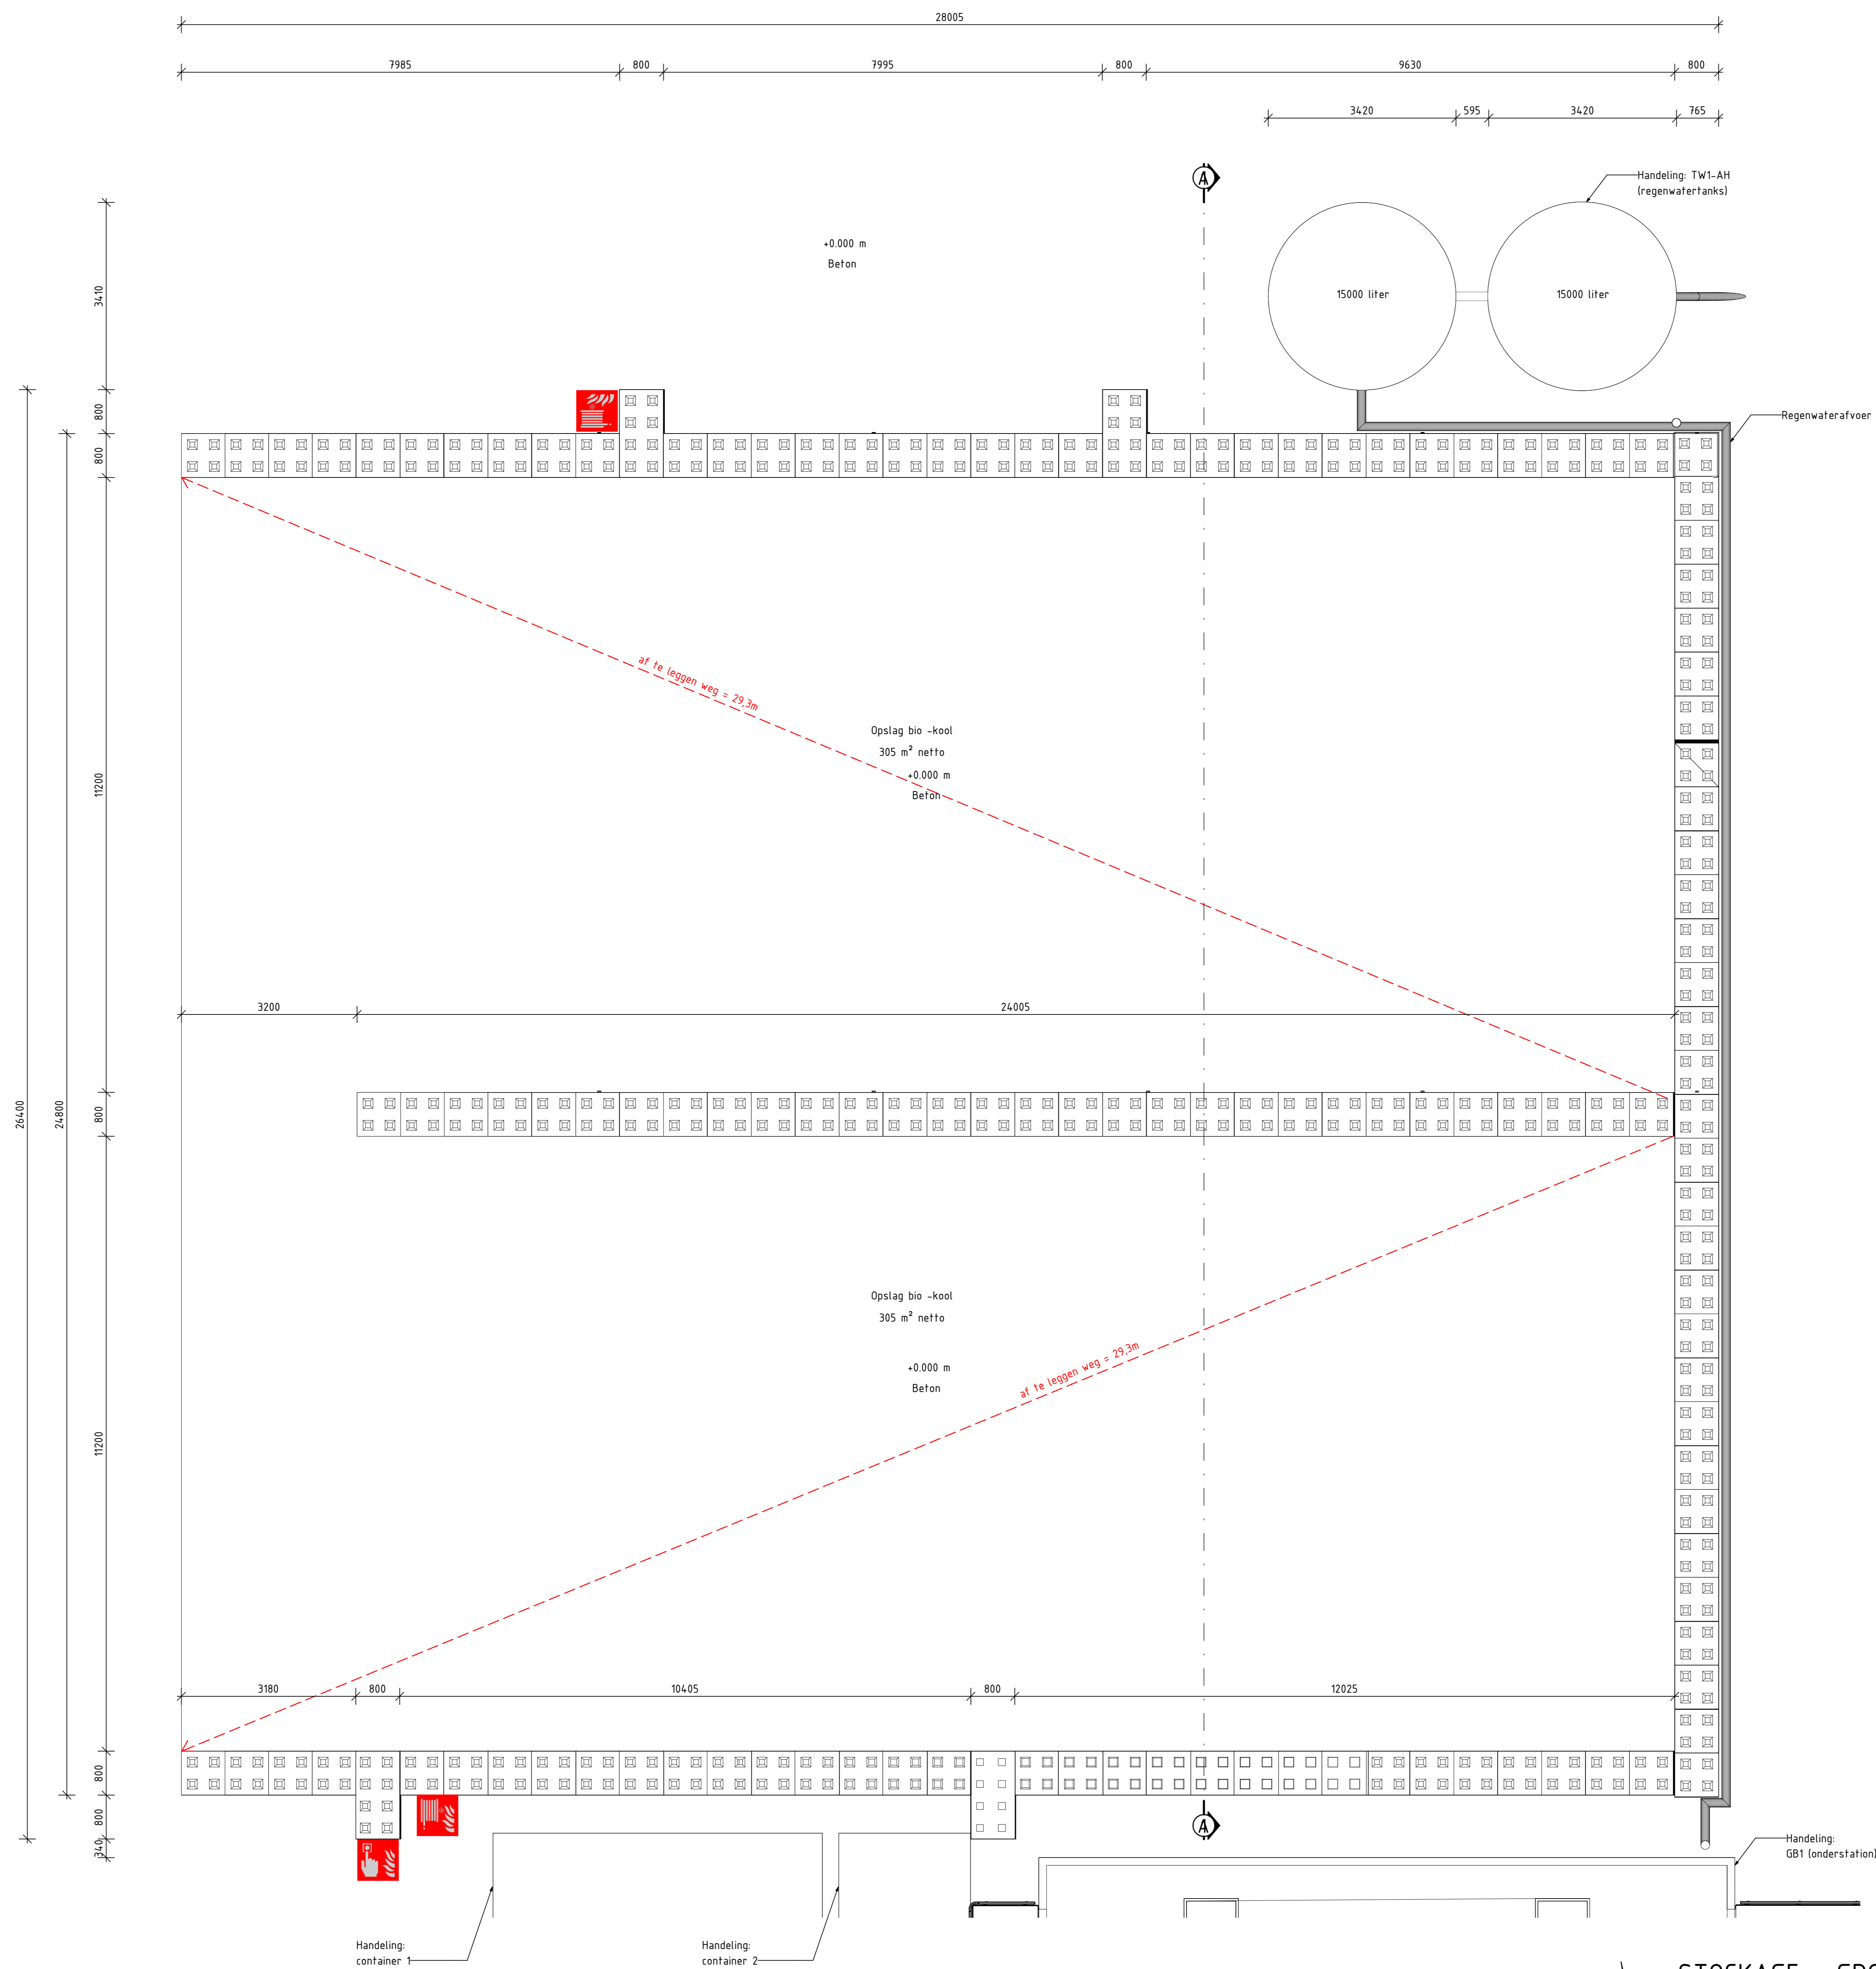 28005
7985
800
7995
800
9630
800
3420
595
3420
765
A
Handeling: TW1-AH
(regenwatertanks)
+0.000 m
Beton
15000 liter
15000 liter
3410
800
Regenwaterafvoer
800
af te leggen weg = 29,3m
Opslag bio -kool
305 m² netto
+0.000 m
Beton
11200
3200
24005
26400
24800
800
Opslag bio -kool
305 m² netto
+0.000 m
Beton
af te leggen weg = 29,3m
11200
3180
800
10405
800
12025
800
800
340
A
Handeling:
GB1 (onderstation)
Handeling:
container 1
Handeling:
container 2